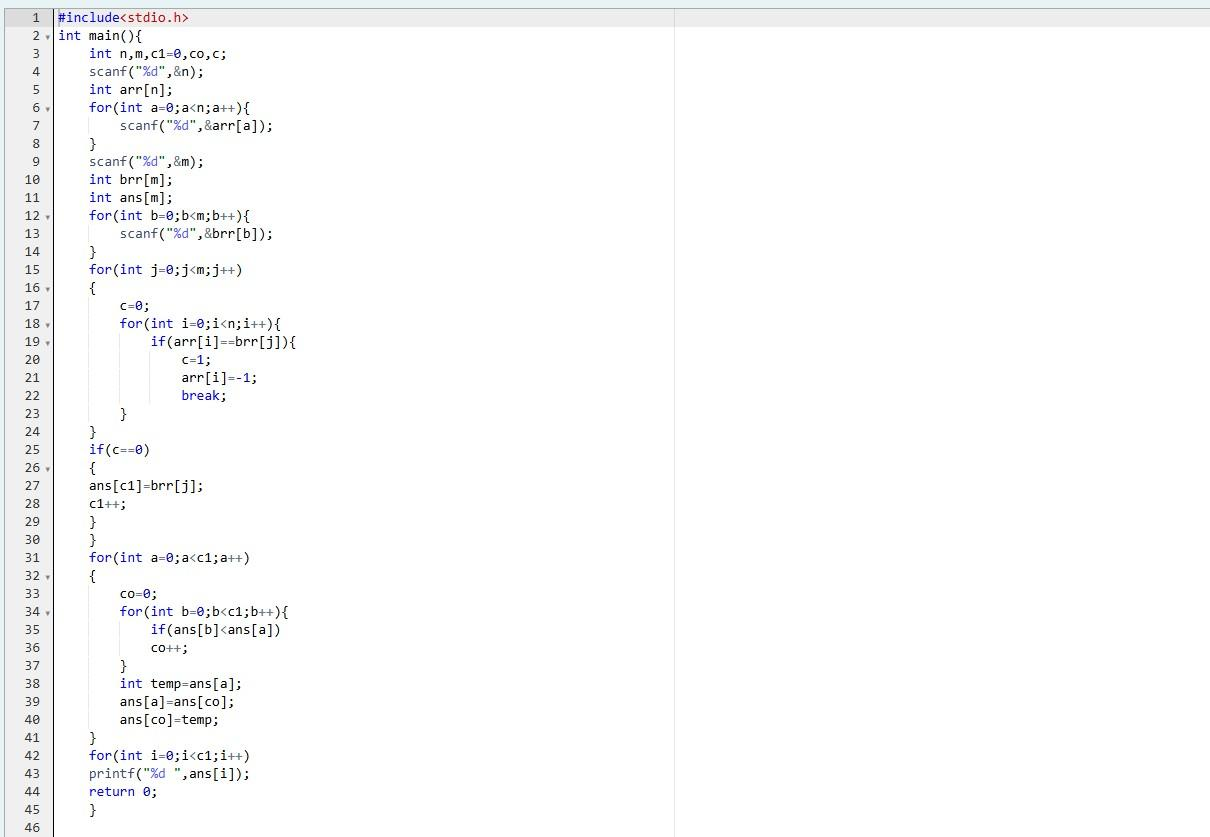 1 #include<stdio.h>
2 int main(){
3 int n,m,c1=0,co,c;
4 scanf("%d",&n);
5 int arr[n];
6 for(int a=0;a<n;a++){
7 scanf("%d",&arr[a]);
8 }
9 scanf("%d",&m);
10 int brr[m];
11 int ans[m];
12 for(int b=0;b<m;b++){
13 scanf("%d",&brr[b]);
14 }
15 for(int j=0;j<m;j++)
16 {
17 c=0;
18 for(int i=0;i<n;i++){
19 if(arr[i]==brr[j]){
20 c=1;
21 arr[i]=-1;
22 break;
23 }
24 }
25 if(c==0)
26 {
27 ans[c1]=brr[j];
28 c1++;
29 }
30 }
31 for(int a=0;a<c1;a++)
32 {
33 co=0;
34 for(int b=0;b<c1;b++){
35 if(ans[b]<ans[a])
36 co++;
37 }
38 int temp=ans[a];
39 ans[a]=ans[co];
40 ans[co]=temp;
41 }
42 for(int i=0;i<c1;i++)
43 printf("%d ",ans[i]);
44 return 0;
45 }
46